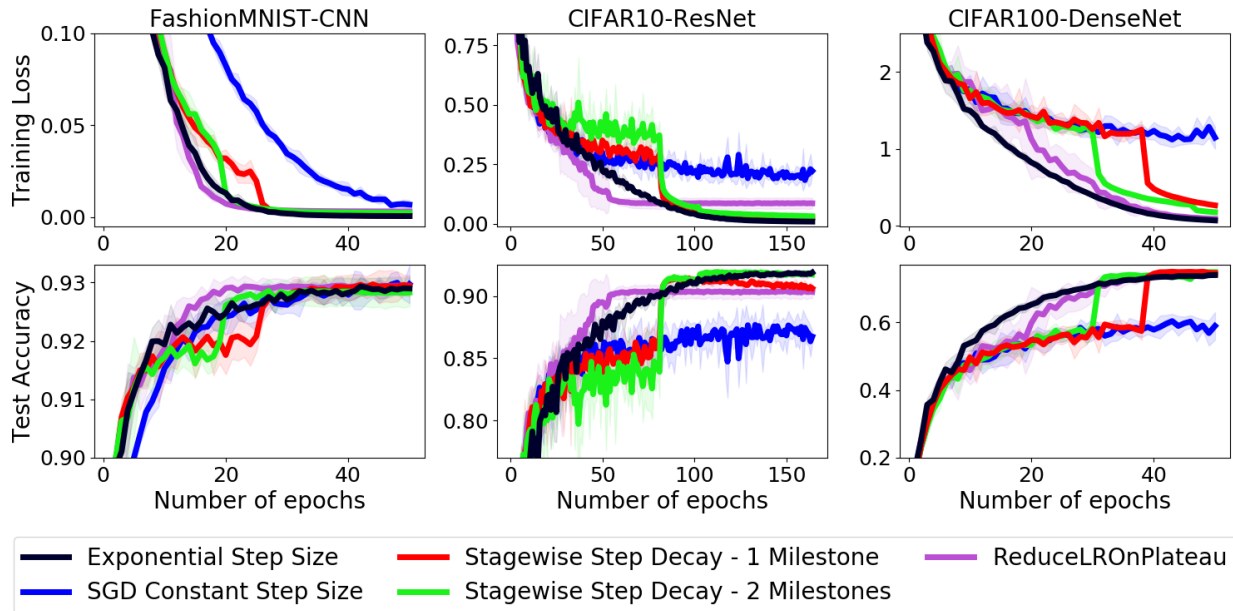 FashionMNIST-CNN CIFAR10-ResNet CIFAR100-DenseNet
Training Loss
0.10
0.05
0.00
0 20 40
0.75
0.50
0.25
0.00
0 50 100 150
2
1
0
0 20 40
Test Accuracy
0.93
0.92
0.91
0.90
0 20 40
0.90
0.85
0.80
0 50 100 150
0.6
0.4
0.2
0 20 40
Number of epochs Number of epochs Number of epochs
Exponential Step Size Stagewise Step Decay - 1 Milestone ReduceLROnPlateau
SGD Constant Step Size Stagewise Step Decay - 2 Milestones